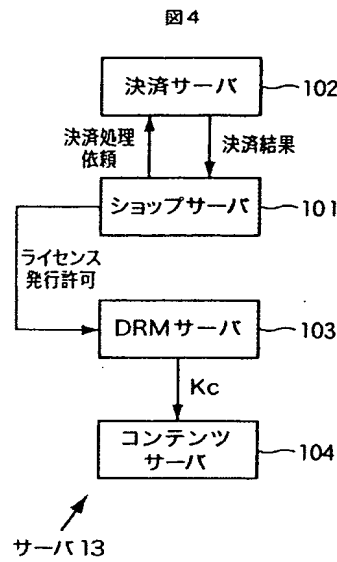 図4
決済サーバ
102
決済処理
依頼
決済結果
ショップサーバ
101
ライセンス
発行許可
DRMサーバ
103
Kc
コンテンツ
サーバ
104
サーバ13